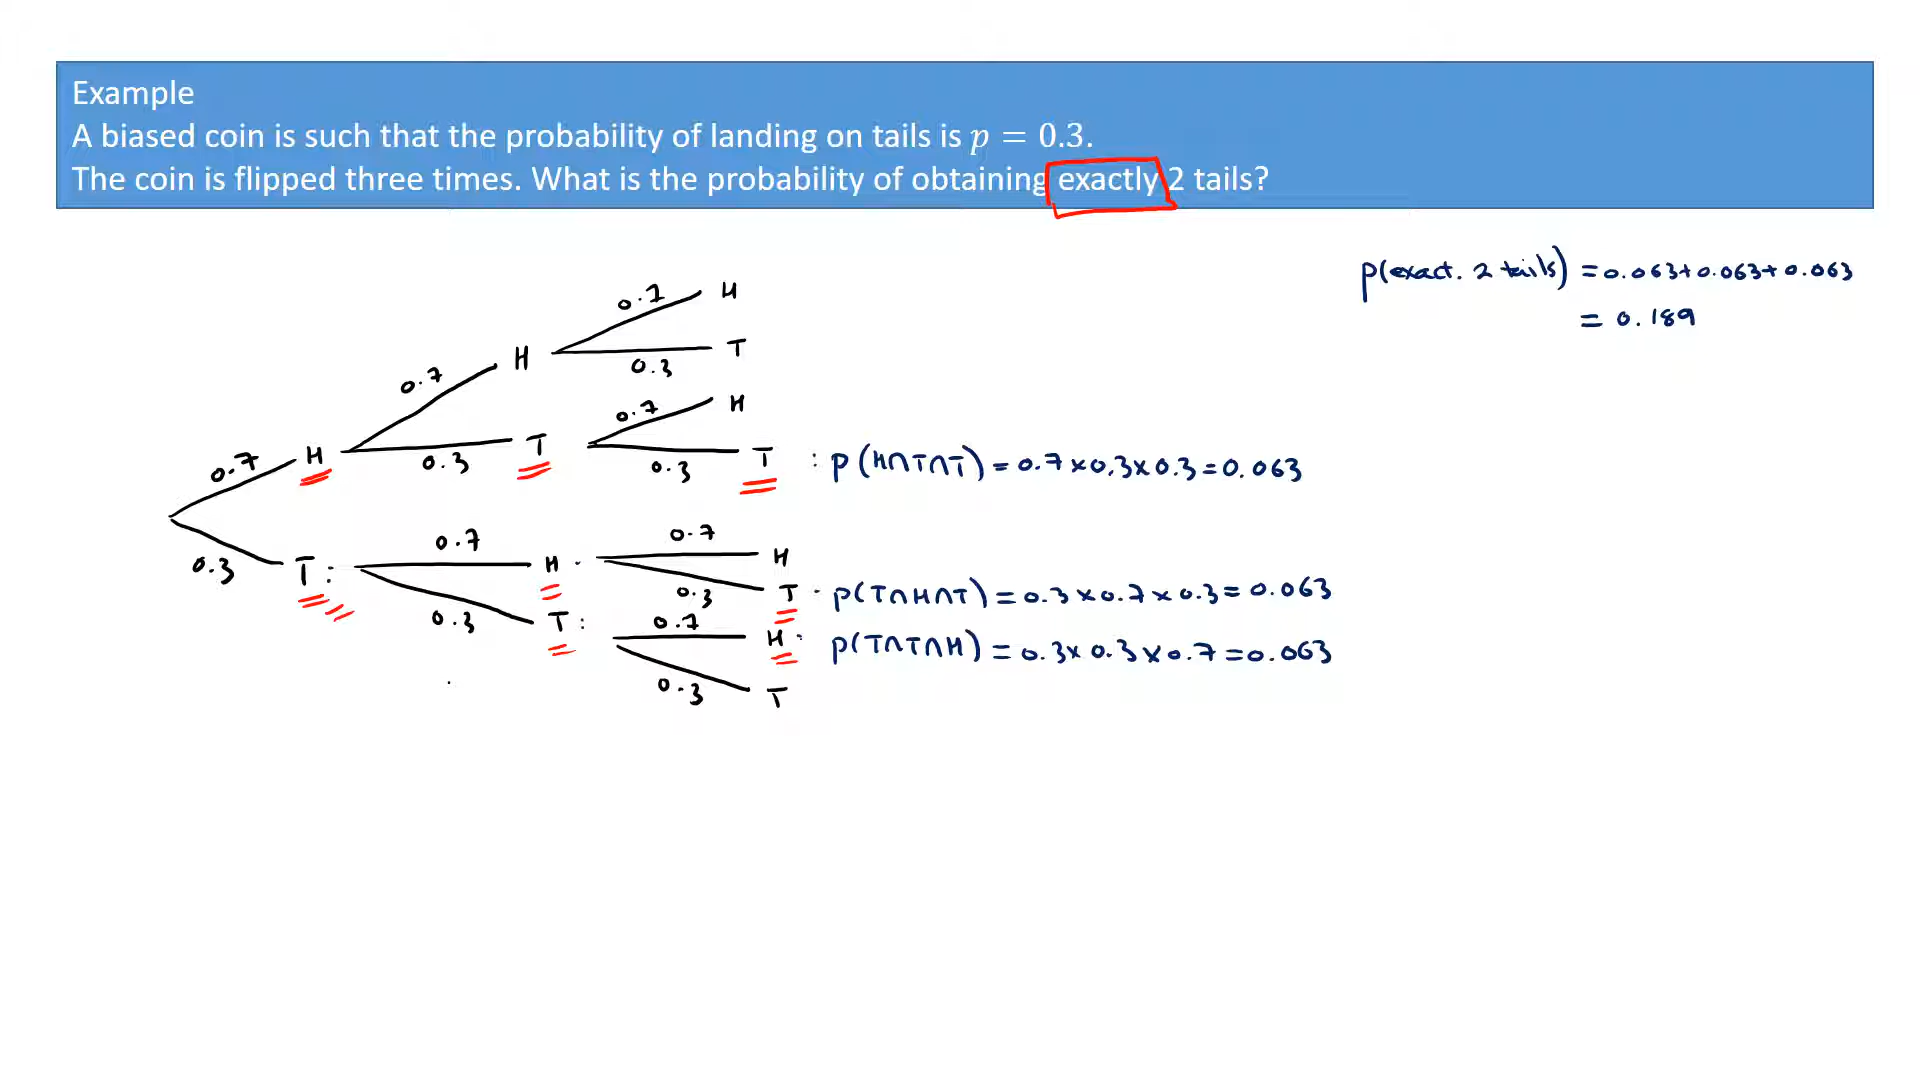 Example
A biased coin is such that the probability of landing on tails is p = 0.3.
The coin is flipped three times. What is the probability of obtaining exactly 2 tails?
P(exact. 2 tails) = 0.063 + 0.063 + 0.063
= 0.189
0.7 H
0.7 H
0.3 T
0.7 H
0.7 H
0.3 T
0.3 T : P(H∩T∩T) = 0.7 × 0.3 × 0.3 = 0.063
0.7 H
0.3 T :
0.7 H
0.3 T · P(T∩H∩T) = 0.3 × 0.7 × 0.3 = 0.063
0.3 T :
0.7 H : P(T∩T∩H) = 0.3 × 0.3 × 0.7 = 0.063
0.3 T